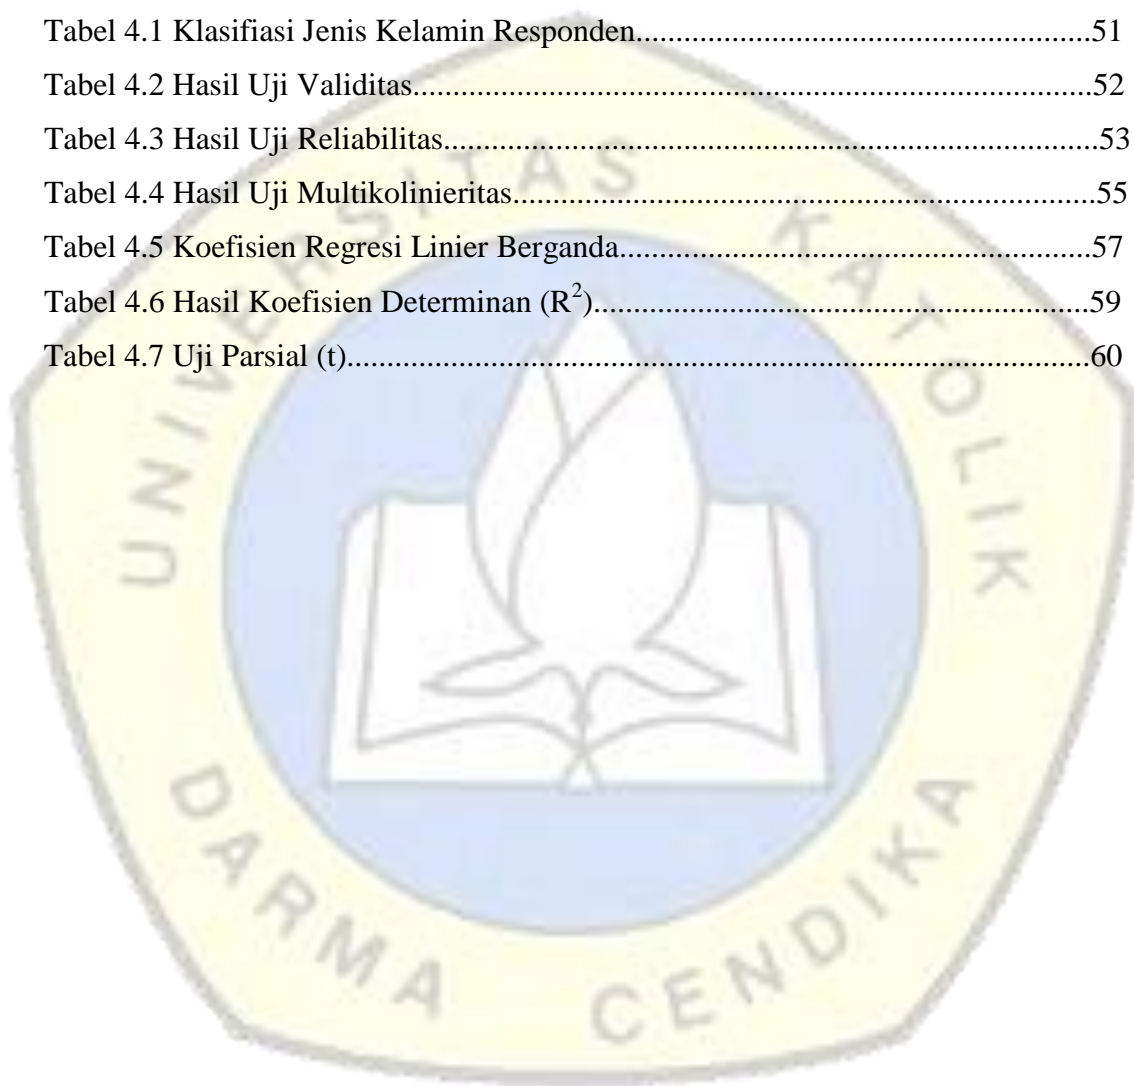 Tabel 4.1 Klasifiasi Jenis Kelamin Responden........................................................51
Tabel 4.2 Hasil Uji Validitas....................................................................................52
Tabel 4.3 Hasil Uji Reliabilitas.................................................................................53
Tabel 4.4 Hasil Uji Multikolinieritas........................................................................55
Tabel 4.5 Koefisien Regresi Linier Berganda..........................................................57
Tabel 4.6 Hasil Koefisien Determinan (R²).............................................................59
Tabel 4.7 Uji Parsial (t)............................................................................................60
UNIVERSITAS KATOLIK
DARMA CENDIKA